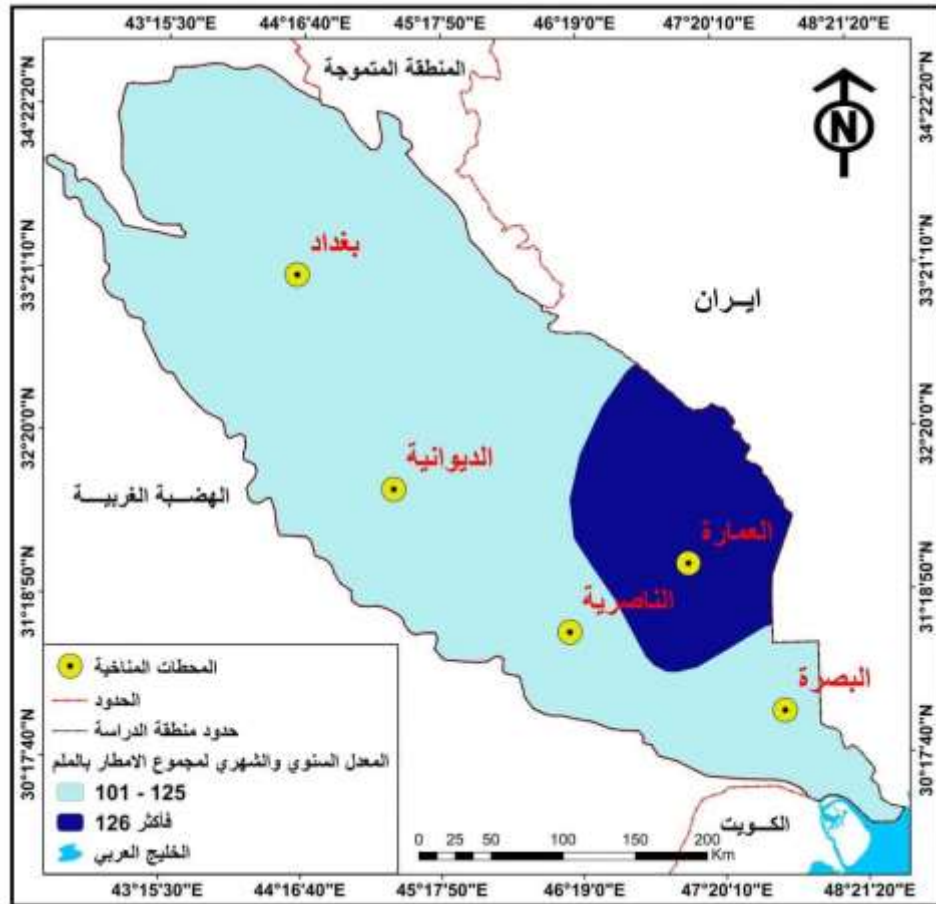 43°15'30"E 44°16'40"E 45°17'50"E 46°19'0"E 47°20'10"E 48°21'20"E
34°22'20"N
33°21'10"N
32°20'0"N
31°18'50"N
30°17'40"N
المنطقة المتموجة
N
بغداد
ايـران
الديوانية
الهضـبة الغربيـــة
العمارة
الناصرية
البصرة
الكـويت
المحطات المناخية
الحدود
حدود منطقة الدراسة
المعدل السنوي والشهري لمجموع الامطار بالملم
101 - 125
126 فأكثر
الخليج العربي
0 25 50 100 150 200
Km
34°22'20"N
33°21'10"N
32°20'0"N
31°18'50"N
30°17'40"N
43°15'30"E 44°16'40"E 45°17'50"E 46°19'0"E 47°20'10"E 48°21'20"E